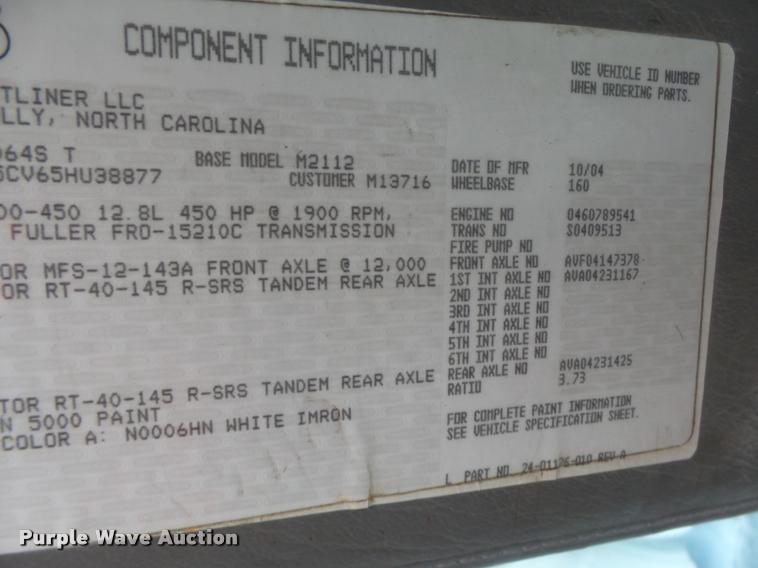 COMPONENT INFORMATION
USE VEHICLE ID NUMBER
WHEN ORDERING PARTS.
TLINER LLC
LLY, NORTH CAROLINA
064S T
BASE MODEL M2112
CV65HU38877
CUSTOMER M13716
DATE OF MFR 10/04
WHEELBASE 160
00-450 12.8L 450 HP @ 1900 RPM,
FULLER FRO-15210C TRANSMISSION
OR MFS-12-143A FRONT AXLE @ 12,000
OR RT-40-145 R-SRS TANDEM REAR AXLE
ENGINE NO 0460789541
TRANS NO S0409513
FIRE PUMP NO
FRONT AXLE NO AVF04147378
1ST INT AXLE NO AVA04231167
2ND INT AXLE NO
3RD INT AXLE NO
4TH INT AXLE NO
5TH INT AXLE NO
6TH INT AXLE NO
REAR AXLE NO AVA04231425
RATIO 3.73
TOR RT-40-145 R-SRS TANDEM REAR AXLE
N 5000 PAINT
COLOR A: N0006HN WHITE IMRON
FOR COMPLETE PAINT INFORMATION
SEE VEHICLE SPECIFICATION SHEET.
L PART NO 24-01176-010 REV A
Purple Wave Auction